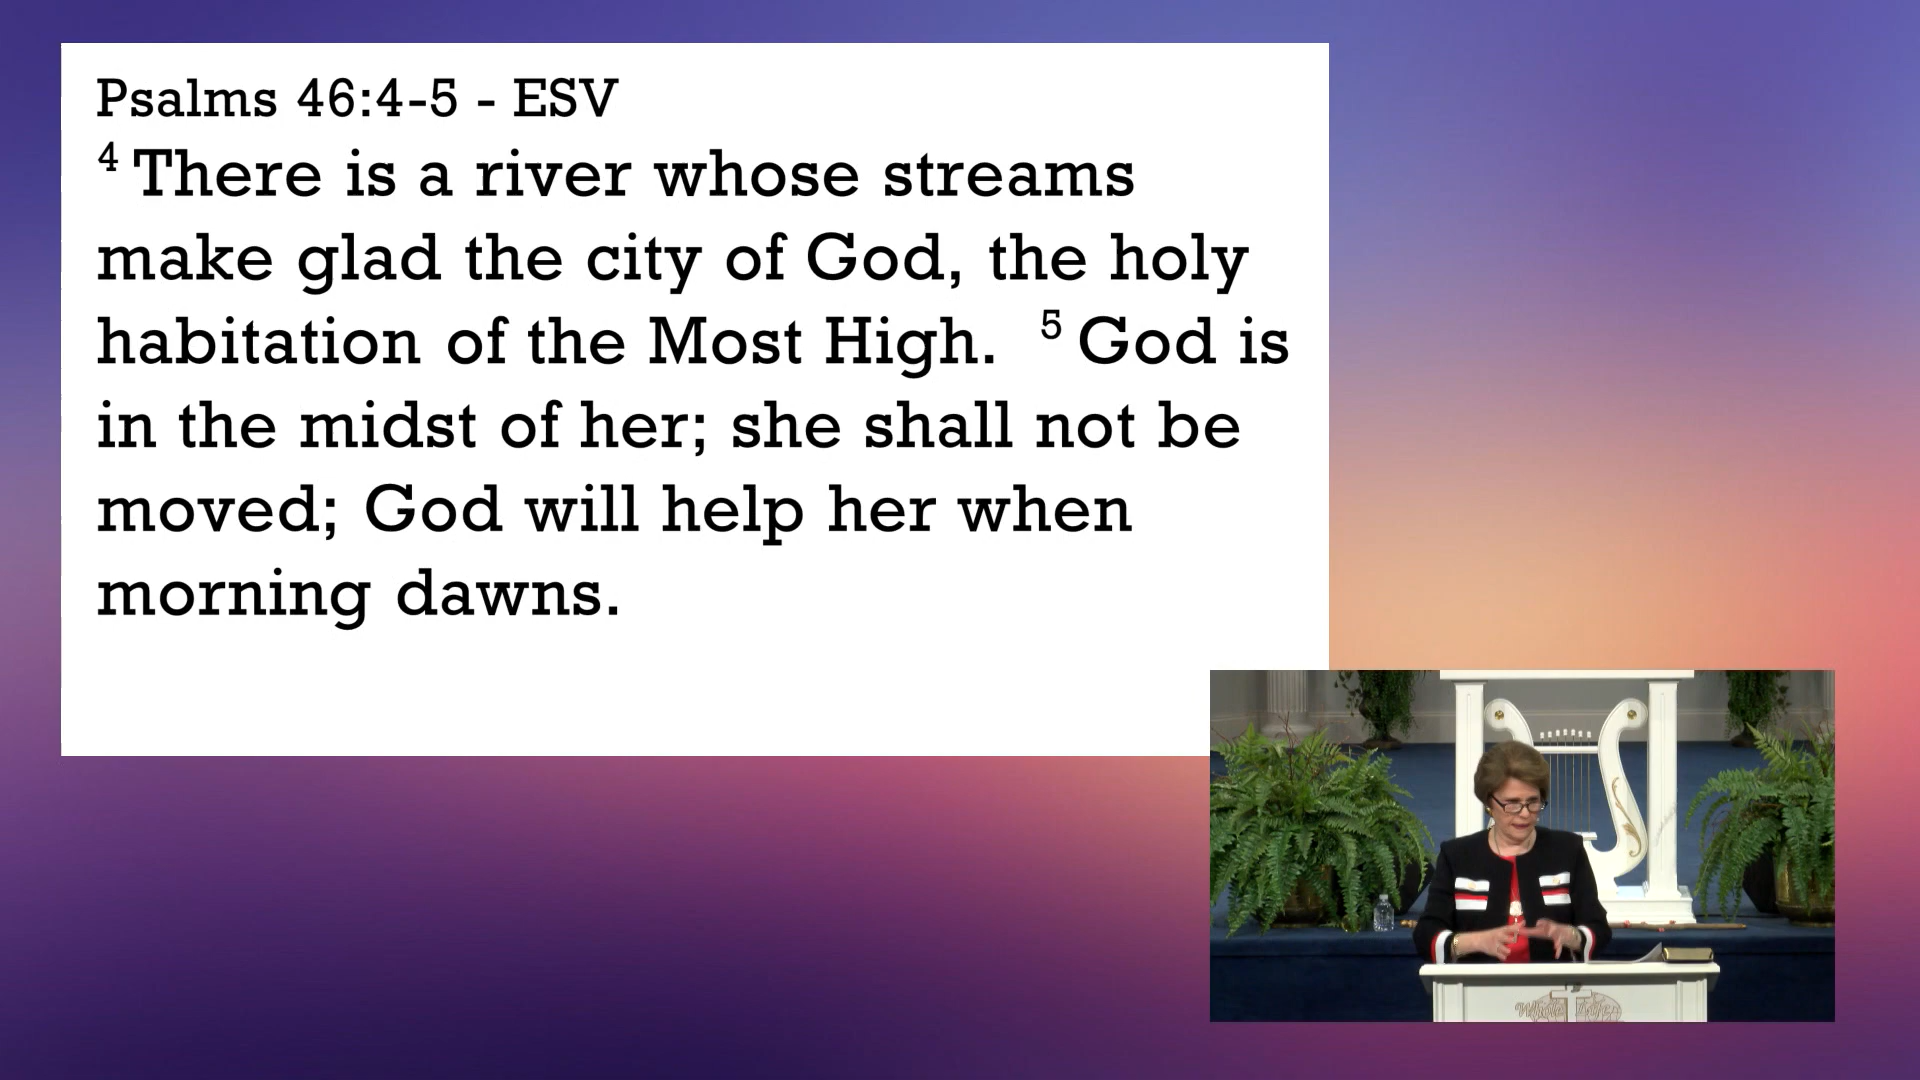 Psalms 46:4-5 - ESV
4 There is a river whose streams
make glad the city of God, the holy
habitation of the Most High. 5 God is
in the midst of her; she shall not be
moved; God will help her when
morning dawns.
Whole Life